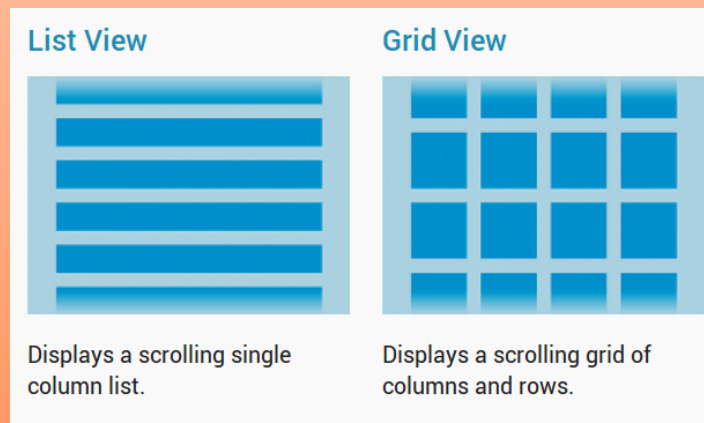 List View
Grid View
Displays a scrolling single
column list.
Displays a scrolling grid of
columns and rows.